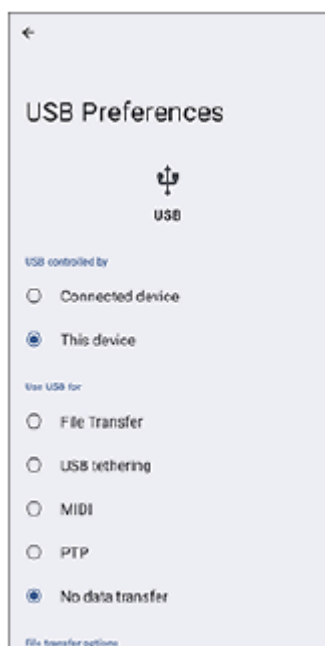 USB Preferences
USB
USB controlled by
Connected device
This device
Use USB for
File Transfer
USB tethering
MIDI
PTP
No data transfer
File transfer options